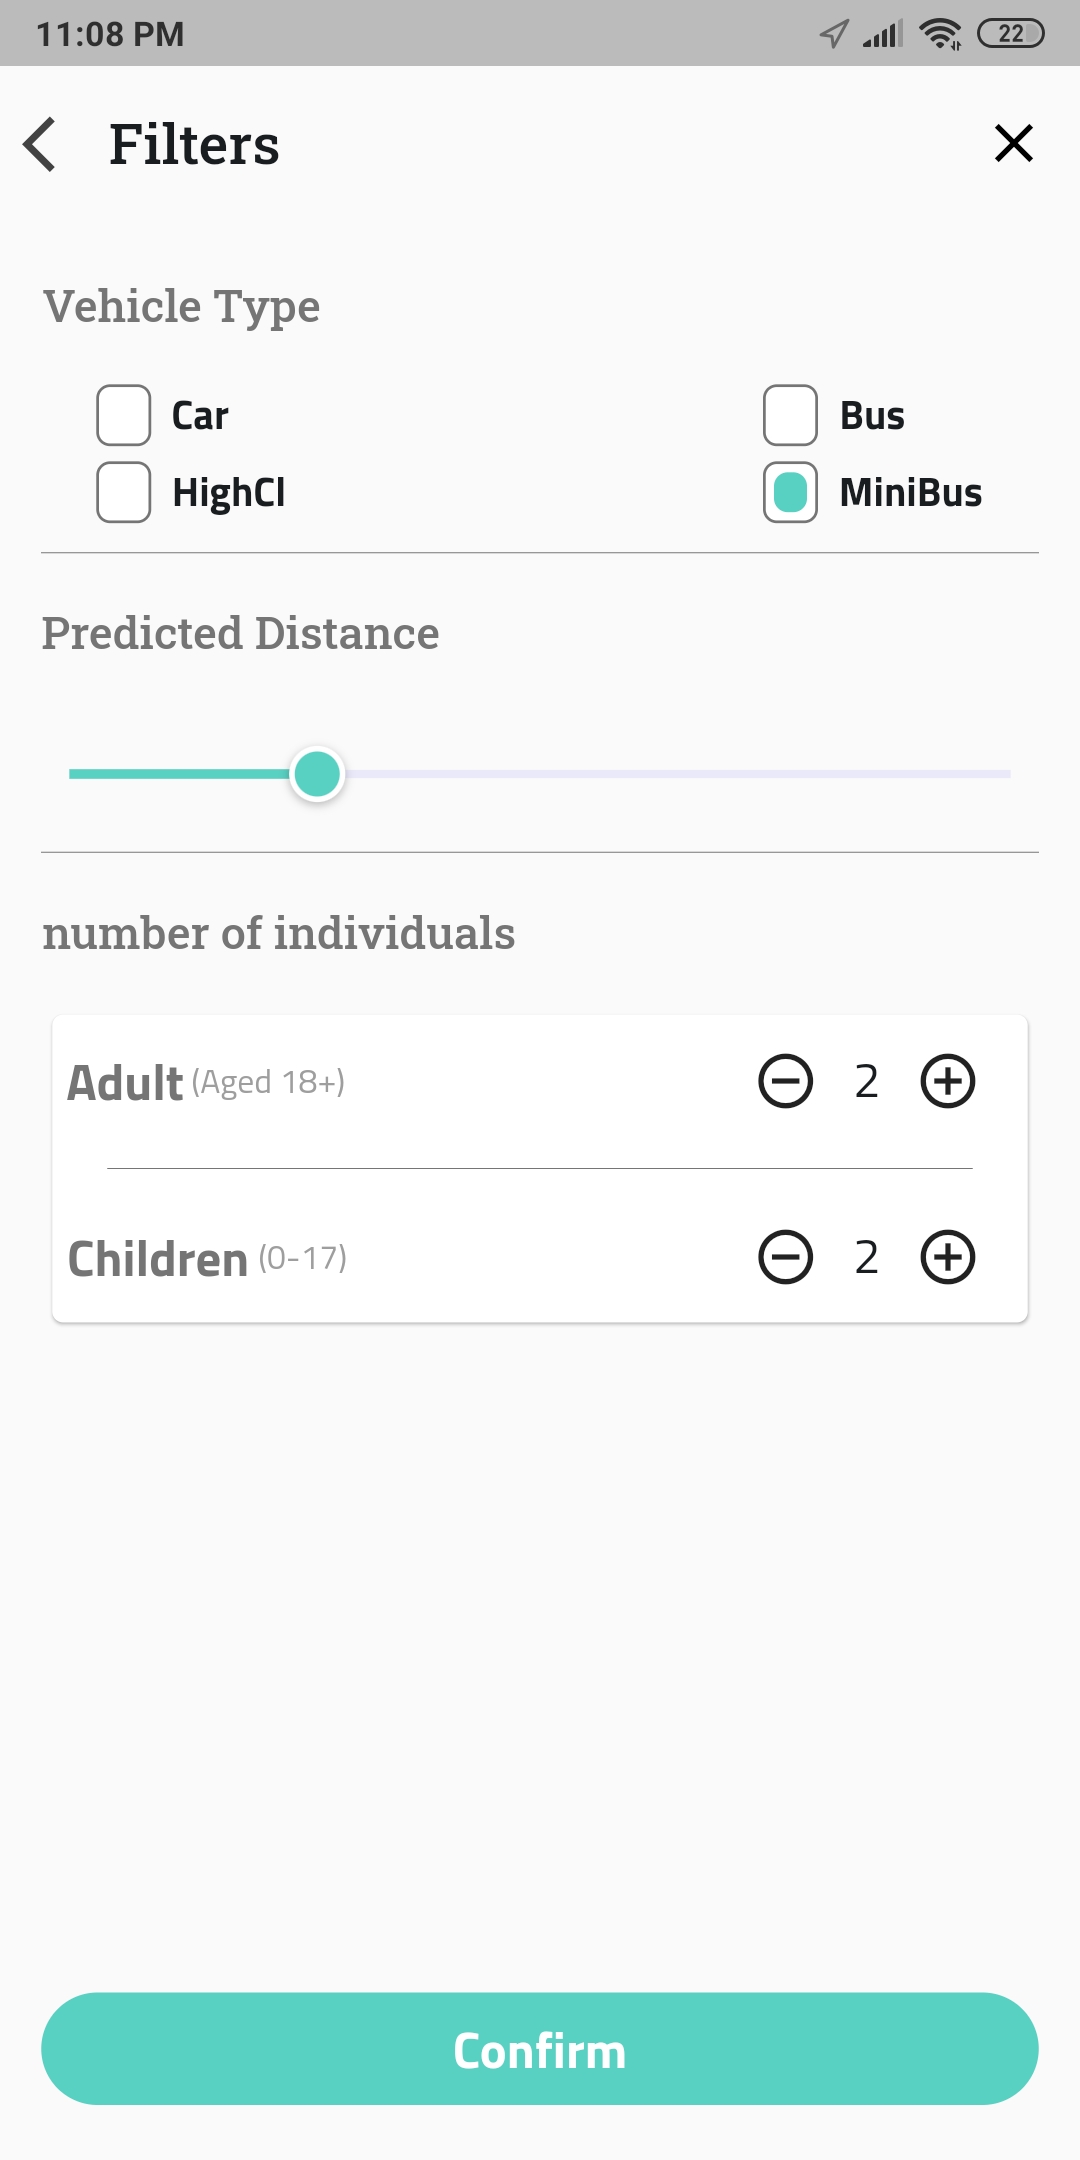 11:08 PM 22
Filters
Vehicle Type
Car Bus
HighCl MiniBus
Predicted Distance
number of individuals
Adult (Aged 18+) 2
Children (0-17) 2
Confirm